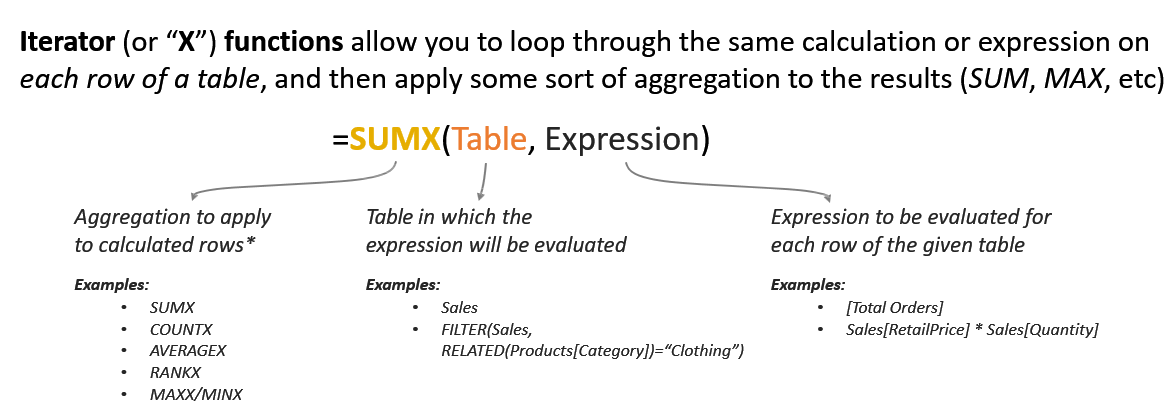 Iterator (or “X”) functions allow you to loop through the same calculation or expression on
each row of a table, and then apply some sort of aggregation to the results (SUM, MAX, etc)
=SUMX(Table, Expression)
Aggregation to apply
to calculated rows*
Examples:
• SUMX
• COUNTX
• AVERAGEX
• RANKX
• MAXX/MINX
Table in which the
expression will be evaluated
Examples:
• Sales
• FILTER(Sales,
RELATED(Products[Category])=“Clothing”)
Expression to be evaluated for
each row of the given table
Examples:
• [Total Orders]
• Sales[RetailPrice] * Sales[Quantity]